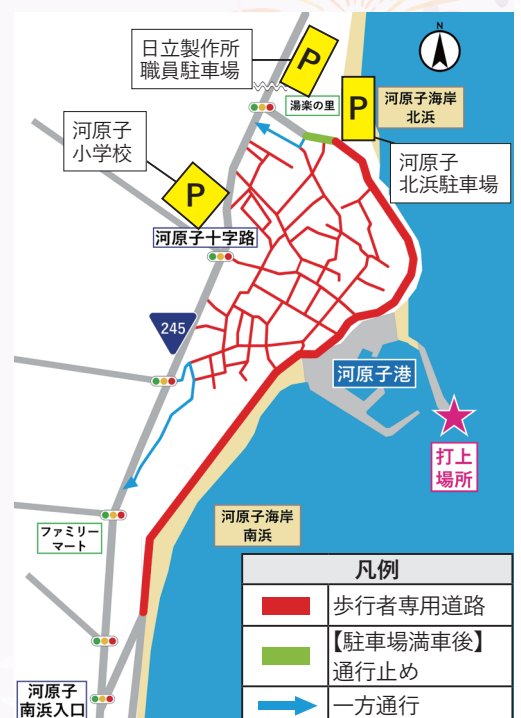 日立製作所
職員駐車場
P
湯楽の里
P
河原子海岸
北浜
N
河原子
小学校
P
河原子
北浜駐車場
河原子十字路
245
河原子港
打上
場所
河原子海岸
南浜
ファミリー
マート
河原子
南浜入口
凡例
歩行者専用道路
【駐車場満車後】
通行止め
一方通行